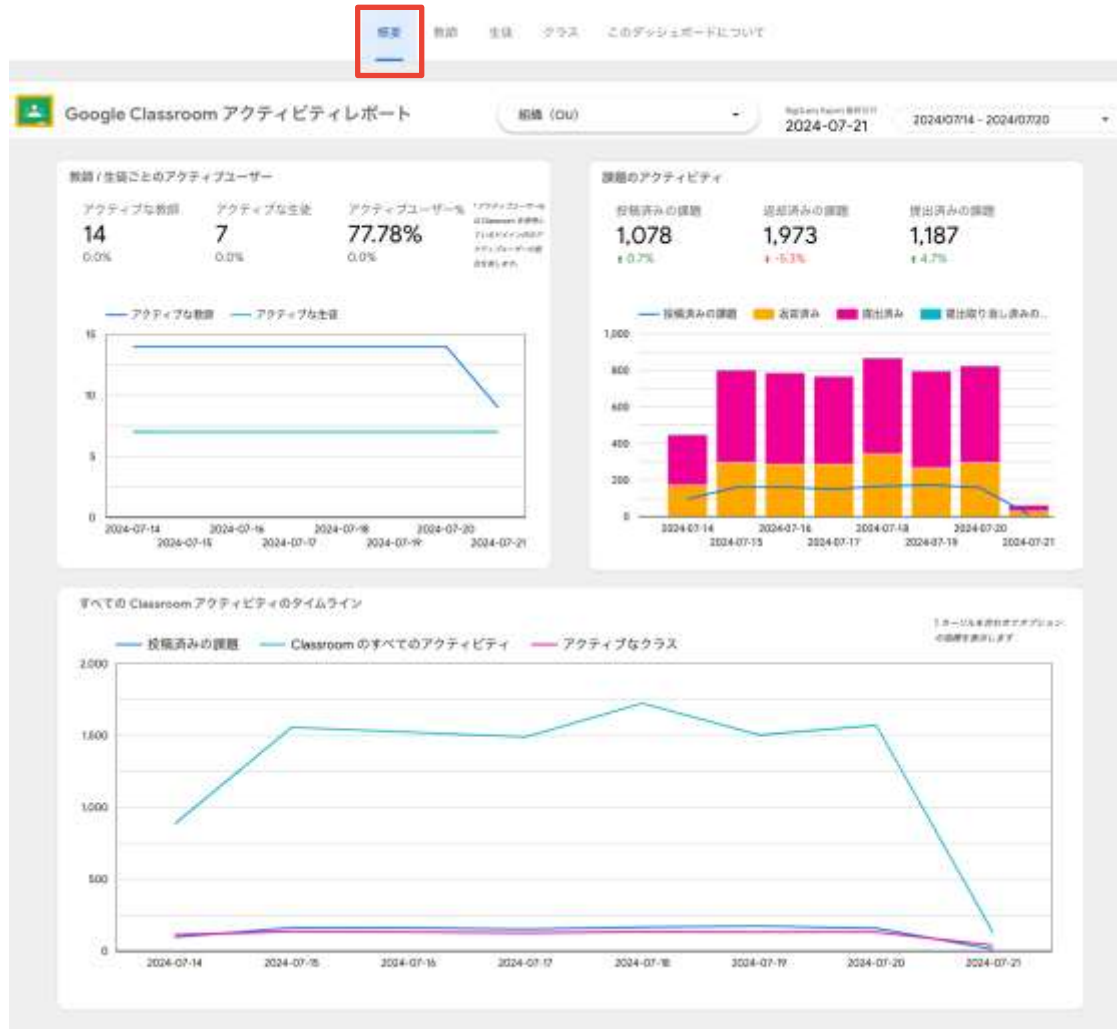 概要 教師 生徒 クラス このダッシュボードについて
Google Classroom アクティビティレポート
組織 (OU)
2024-07-21
2024/07/14 - 2024/07/20
教師 / 生徒ごとのアクティブユーザー
アクティブな教師 アクティブな生徒 アクティブユーザー%
14 7 77.78%
0.0% 0.0% 0.0%
アクティブな教師 アクティブな生徒
15
10
5
0
2024-07-14 2024-07-16 2024-07-18 2024-07-20
2024-07-15 2024-07-17 2024-07-19 2024-07-21
課題のアクティビティ
投稿済みの課題 返却済みの課題 提出済みの課題
1,078 1,973 1,187
0.7% -5.3% 4.7%
投稿済みの課題 返却済み 提出済み 提出取り消し済みの...
1,000
800
600
400
200
0
2024-07-14 2024-07-16 2024-07-18 2024-07-20
2024-07-15 2024-07-17 2024-07-19 2024-07-21
すべての Classroom アクティビティのタイムライン
投稿済みの課題 Classroom のすべてのアクティビティ アクティブなクラス
2,000
1,500
1,000
500
0
2024-07-14 2024-07-15 2024-07-16 2024-07-17 2024-07-18 2024-07-19 2024-07-20 2024-07-21